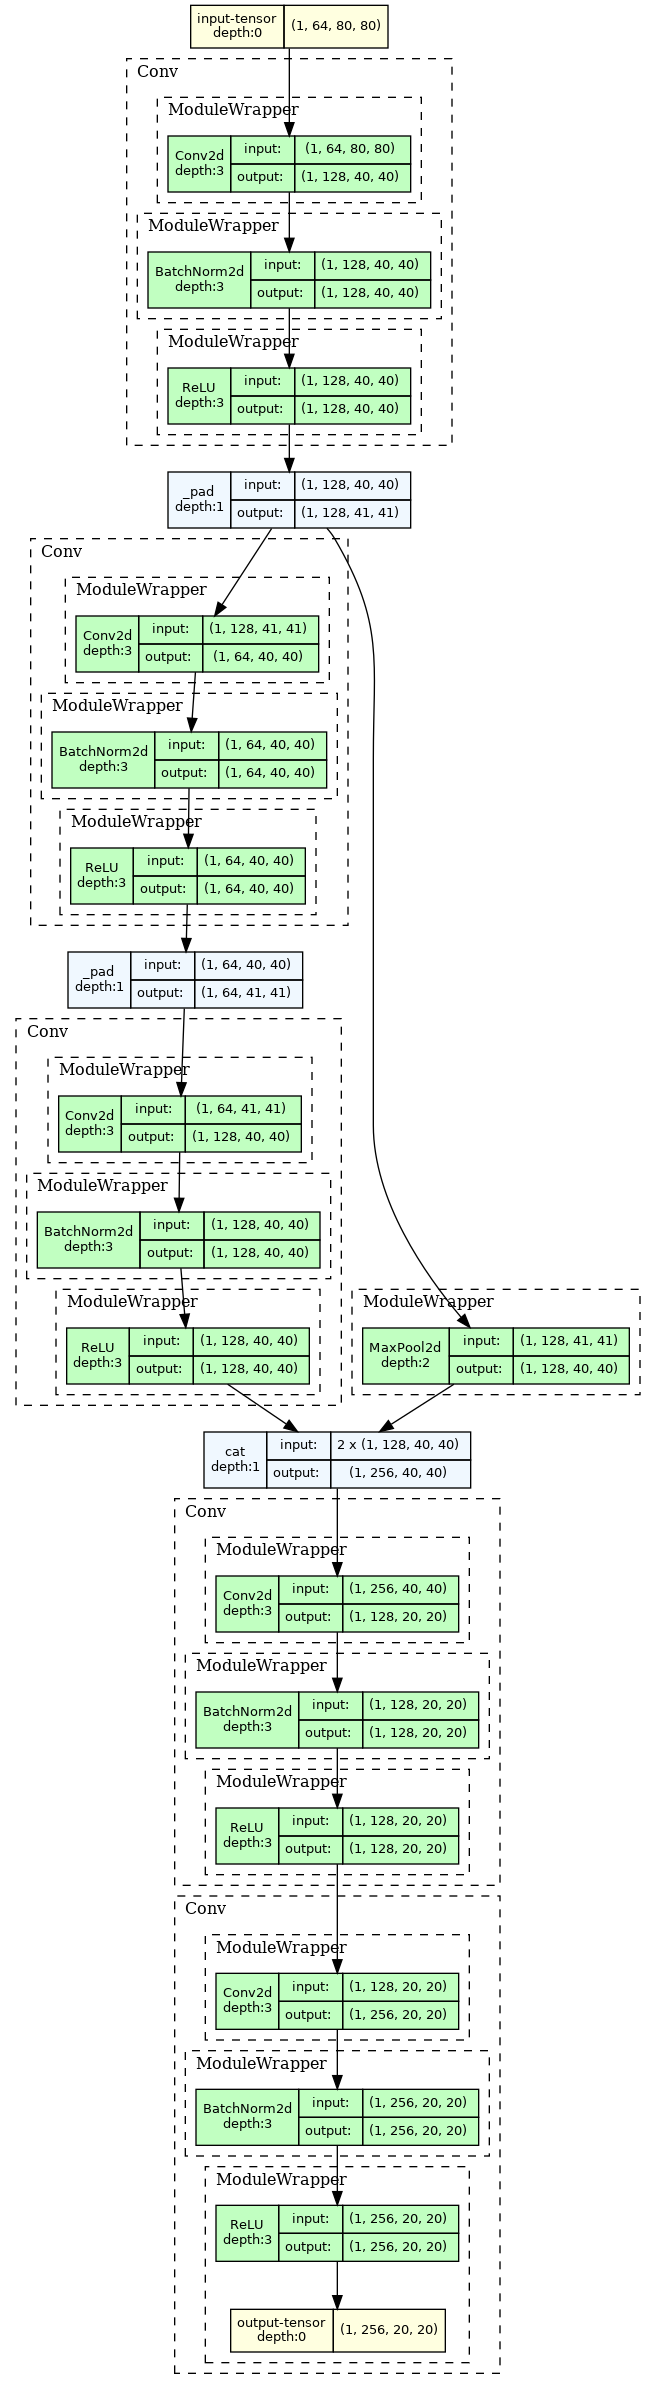 input-tensor
depth:0
(1, 64, 80, 80)
Conv
ModuleWrapper
Conv2d
depth:3
input:
(1, 64, 80, 80)
output:
(1, 128, 40, 40)
ModuleWrapper
BatchNorm2d
depth:3
input:
(1, 128, 40, 40)
output:
(1, 128, 40, 40)
ModuleWrapper
ReLU
depth:3
input:
(1, 128, 40, 40)
output:
(1, 128, 40, 40)
_pad
depth:1
input:
(1, 128, 40, 40)
output:
(1, 128, 41, 41)
Conv
ModuleWrapper
Conv2d
depth:3
input:
(1, 128, 41, 41)
output:
(1, 64, 40, 40)
ModuleWrapper
BatchNorm2d
depth:3
input:
(1, 64, 40, 40)
output:
(1, 64, 40, 40)
ModuleWrapper
ReLU
depth:3
input:
(1, 64, 40, 40)
output:
(1, 64, 40, 40)
_pad
depth:1
input:
(1, 64, 40, 40)
output:
(1, 64, 41, 41)
Conv
ModuleWrapper
Conv2d
depth:3
input:
(1, 64, 41, 41)
output:
(1, 128, 40, 40)
ModuleWrapper
BatchNorm2d
depth:3
input:
(1, 128, 40, 40)
output:
(1, 128, 40, 40)
ModuleWrapper
ReLU
depth:3
input:
(1, 128, 40, 40)
output:
(1, 128, 40, 40)
ModuleWrapper
MaxPool2d
depth:2
input:
(1, 128, 41, 41)
output:
(1, 128, 40, 40)
cat
depth:1
input:
2 x (1, 128, 40, 40)
output:
(1, 256, 40, 40)
Conv
ModuleWrapper
Conv2d
depth:3
input:
(1, 256, 40, 40)
output:
(1, 128, 20, 20)
ModuleWrapper
BatchNorm2d
depth:3
input:
(1, 128, 20, 20)
output:
(1, 128, 20, 20)
ModuleWrapper
ReLU
depth:3
input:
(1, 128, 20, 20)
output:
(1, 128, 20, 20)
Conv
ModuleWrapper
Conv2d
depth:3
input:
(1, 128, 20, 20)
output:
(1, 256, 20, 20)
ModuleWrapper
BatchNorm2d
depth:3
input:
(1, 256, 20, 20)
output:
(1, 256, 20, 20)
ModuleWrapper
ReLU
depth:3
input:
(1, 256, 20, 20)
output:
(1, 256, 20, 20)
output-tensor
depth:0
(1, 256, 20, 20)